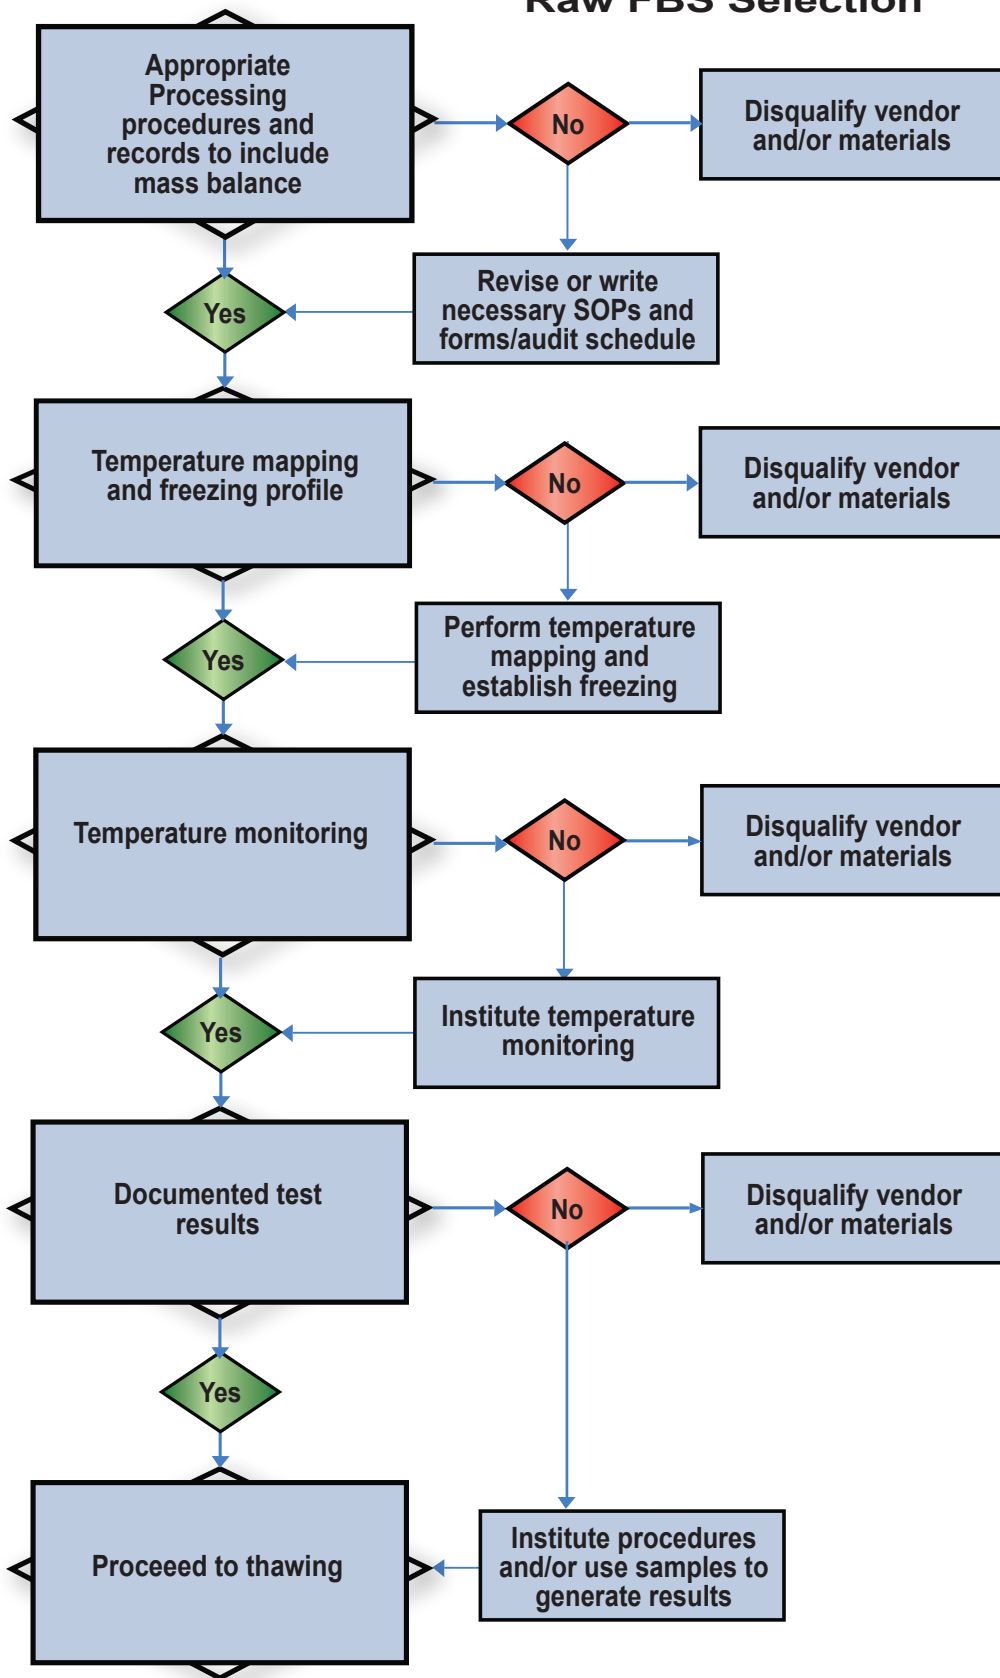 Raw FBS Selection
Appropriate
Processing
procedures and
records to include
mass balance
No
Disqualify vendor
and/or materials
Revise or write
necessary SOPs and
forms/audit schedule
Yes
Temperature mapping
and freezing profile
No
Disqualify vendor
and/or materials
Perform temperature
mapping and
establish freezing
Yes
Temperature monitoring
No
Disqualify vendor
and/or materials
Institute temperature
monitoring
Yes
Documented test
results
No
Disqualify vendor
and/or materials
Yes
Proceeed to thawing
Institute procedures
and/or use samples to
generate results